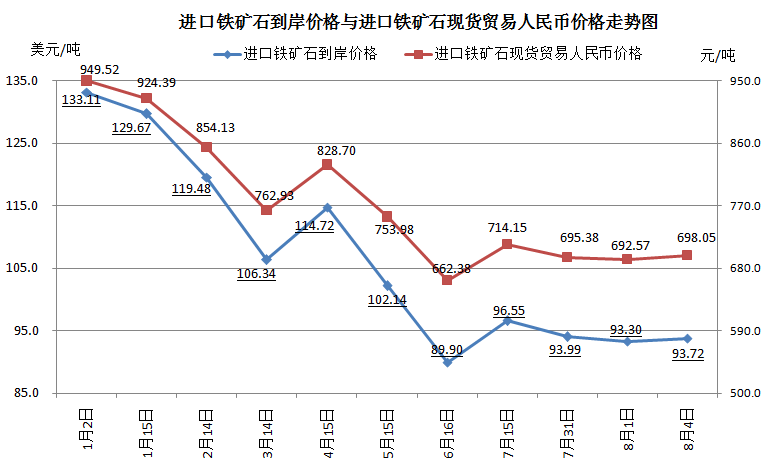 进口铁矿石到岸价格与进口铁矿石现货贸易人民币价格走势图
美元/吨
进口铁矿石到岸价格
进口铁矿石现货贸易人民币价格
元/吨
135.0
125.0
115.0
105.0
95.0
85.0
950.0
860.0
770.0
680.0
590.0
500.0
949.52
924.39
854.13
762.93
828.70
753.98
662.38
714.15
695.38
692.57
698.05
133.11
129.67
119.48
106.34
114.72
102.14
89.90
96.55
93.99
93.30
93.72
1月2日
1月15日
2月14日
3月14日
4月15日
5月15日
6月16日
7月15日
7月31日
8月1日
8月4日